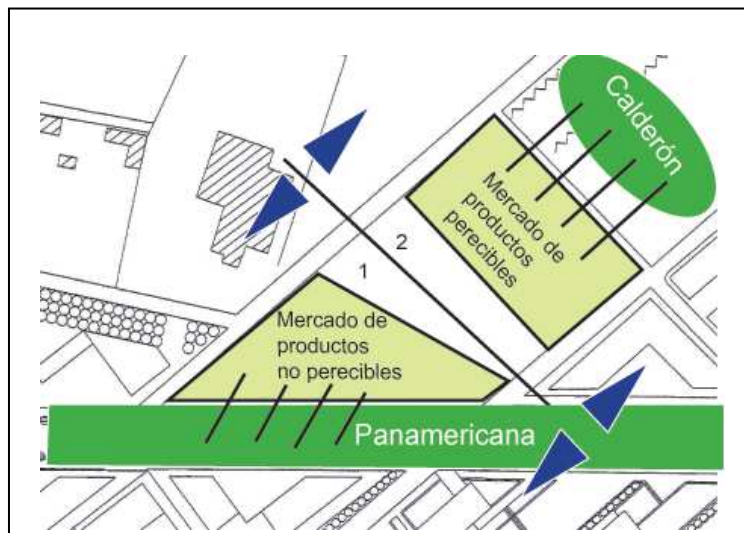 Calderón
Mercado de
productos
perecibles
2
1
Mercado de
productos
no perecibles
Panamericana